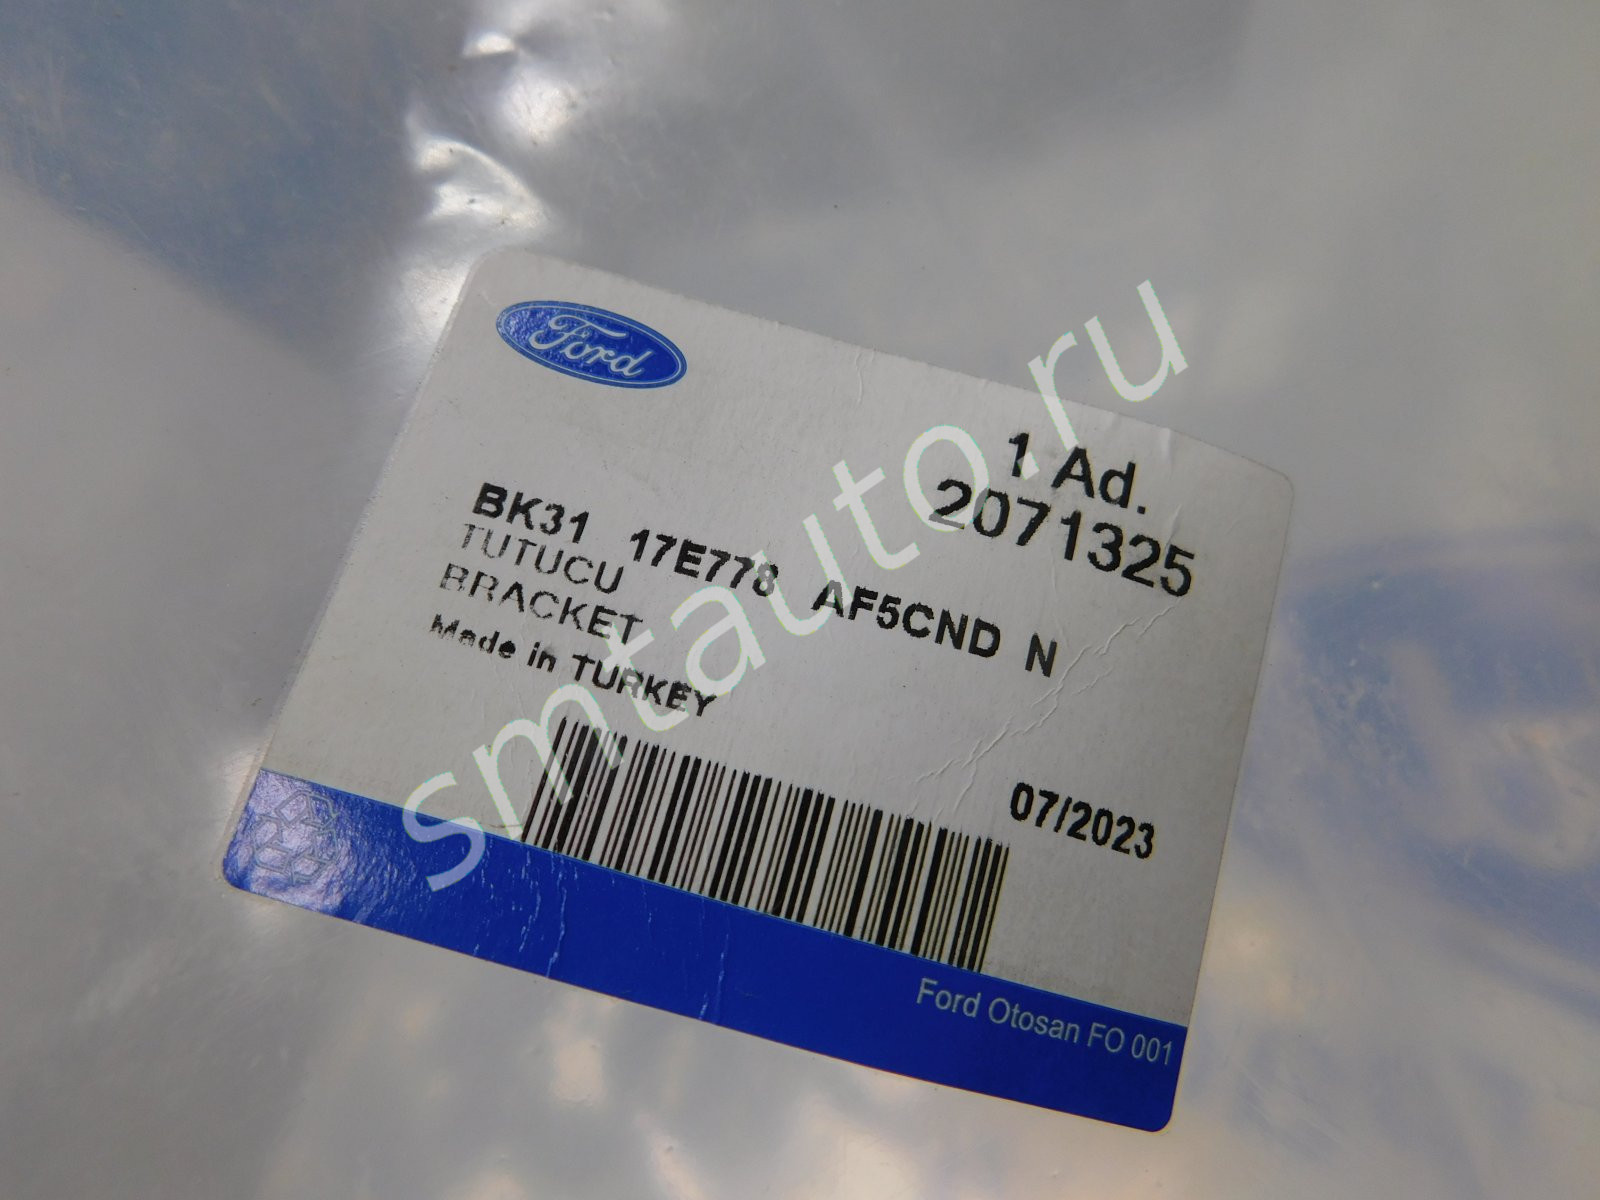 Ford
1 Ad.
2071325
BK31 17E778 AF5CND N
TUTUCU
BRACKET
Made in TURKEY
07/2023
Ford Otosan FO 001
smtauto.ru